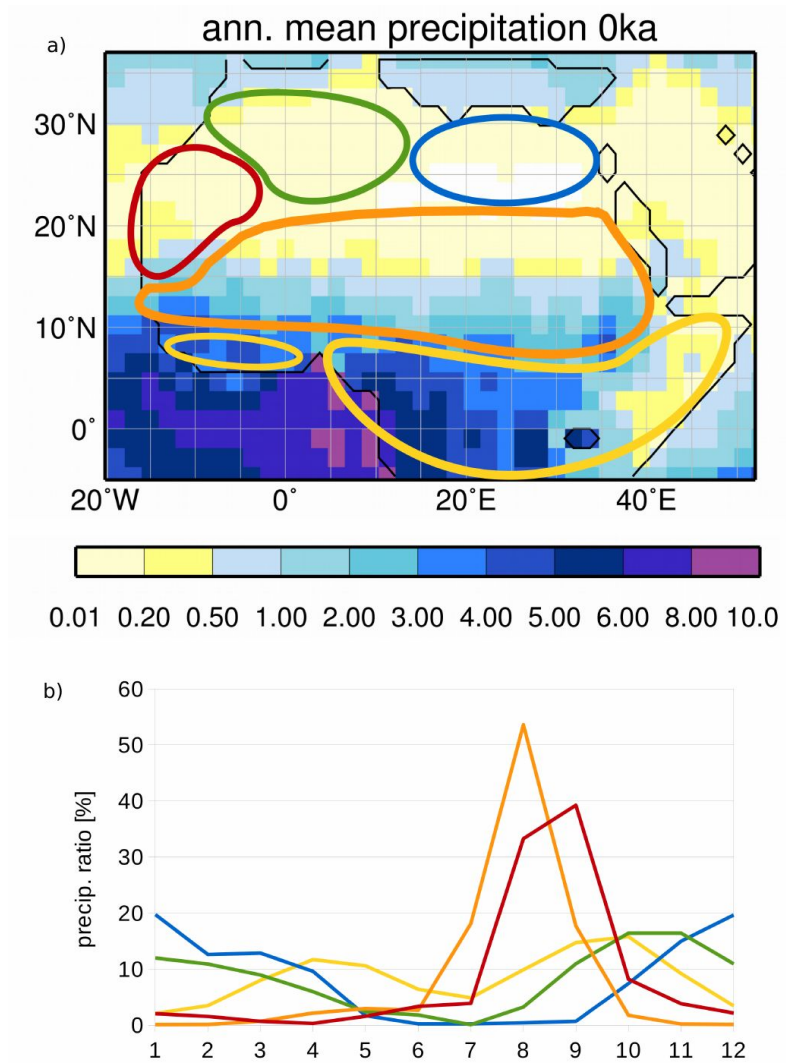 ann. mean precipitation 0ka
a)
30°N
20°N
10°N
0°
20°W 0° 20°E 40°E
0.01 0.20 0.50 1.00 2.00 3.00 4.00 5.00 6.00 8.00 10.0
b)
60
50
40
30
20
10
0
precip. ratio [%]
1 2 3 4 5 6 7 8 9 10 11 12